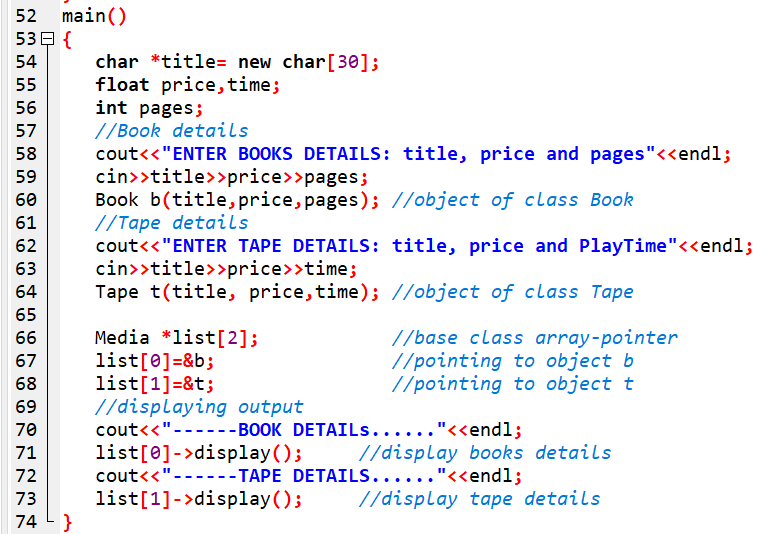 52 main()
53 {
54 char *title= new char[30];
55 float price,time;
56 int pages;
57 //Book details
58 cout<<"ENTER BOOKS DETAILS: title, price and pages"<<endl;
59 cin>>title>>price>>pages;
60 Book b(title,price,pages); //object of class Book
61 //Tape details
62 cout<<"ENTER TAPE DETAILS: title, price and PlayTime"<<endl;
63 cin>>title>>price>>time;
64 Tape t(title, price,time); //object of class Tape
65
66 Media *list[2]; //base class array-pointer
67 list[0]=&b; //pointing to object b
68 list[1]=&t; //pointing to object t
69 //displaying output
70 cout<<"------BOOK DETAILs......"<<endl;
71 list[0]->display(); //display books details
72 cout<<"------TAPE DETAILS......"<<endl;
73 list[1]->display(); //display tape details
74 }